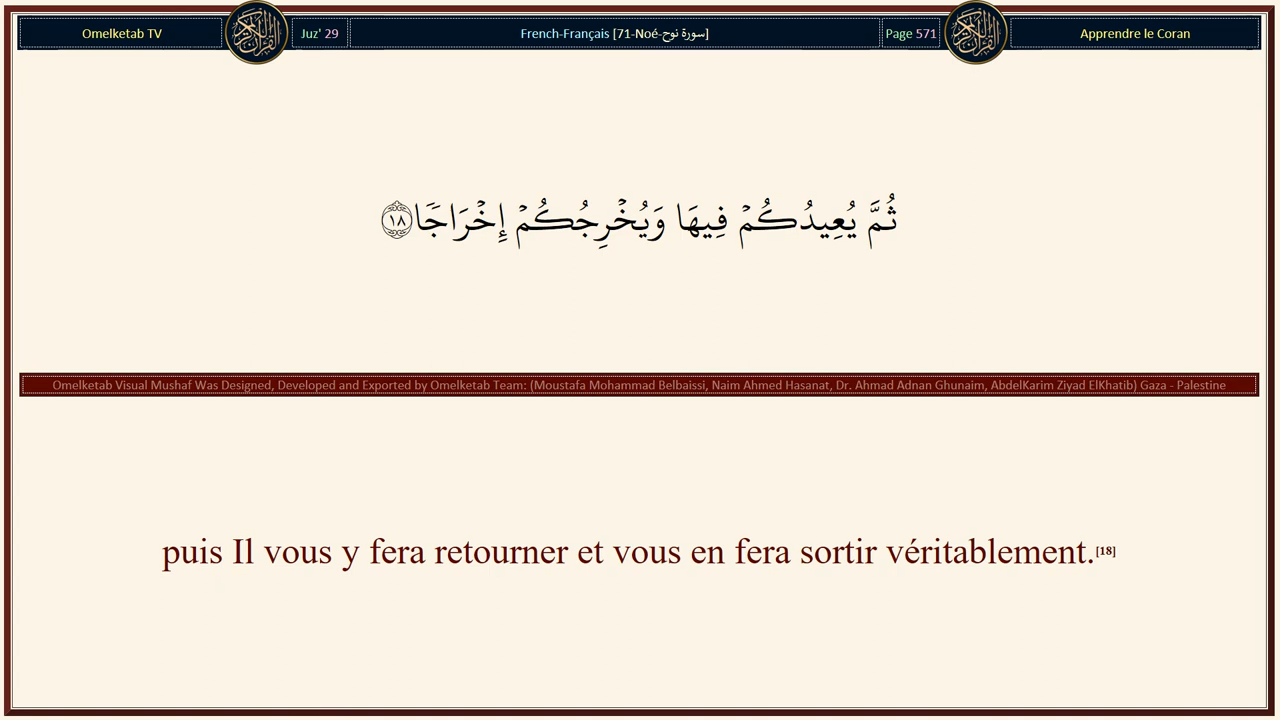 Omelketab TV
Juz' 29
French-Français [71-Noé-سورة نوح]
Page 571
Apprendre le Coran
ثُمَّ يُعِيدُكُمۡ فِيهَا وَيُخۡرِجُكُمۡ إِخۡرَاجٗا ١٨
Omelketab Visual Mushaf Was Designed, Developed and Exported by Omelketab Team: (Moustafa Mohammad Belbaissi, Naim Ahmed Hasanat, Dr. Ahmad Adnan Ghunaim, AbdelKarim Ziyad ElKhatib) Gaza - Palestine
puis Il vous y fera retourner et vous en fera sortir véritablement.[18]